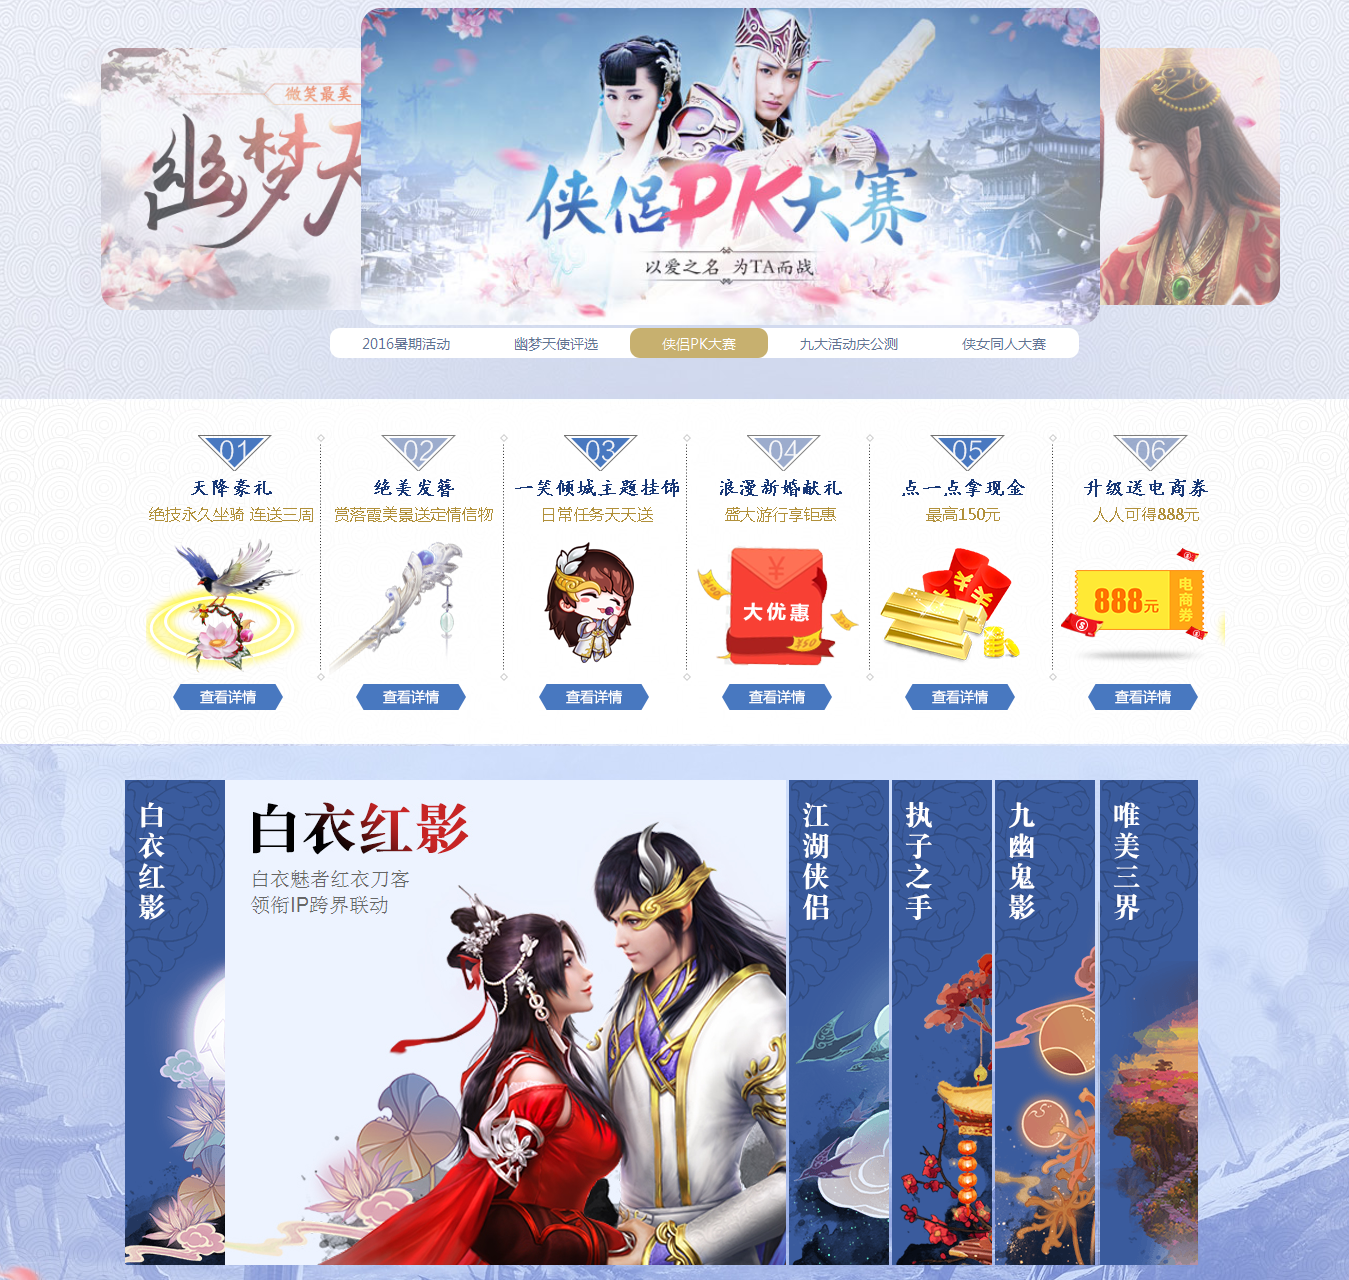 微笑最美
幽梦天
侠侣PK大赛
以爱之名 为TA而战
2016暑期活动
幽梦天使评选
侠侣PK大赛
九大活动庆公测
侠女同人大赛
01
天降豪礼
绝技永久坐骑 连送三周
查看详情
02
绝美发簪
赏落霞美景送定情信物
查看详情
03
一笑倾城主题挂饰
日常任务天天送
查看详情
04
浪漫新婚献礼
盛大游行享钜惠
大优惠
查看详情
05
点一点拿现金
最高150元
查看详情
06
升级送电商券
人人可得888元
888元
电商券
查看详情
白衣红影
白衣红影
白衣魅者红衣刀客
领衔IP跨界联动
江湖侠侣
执子之手
九幽鬼影
唯美三界